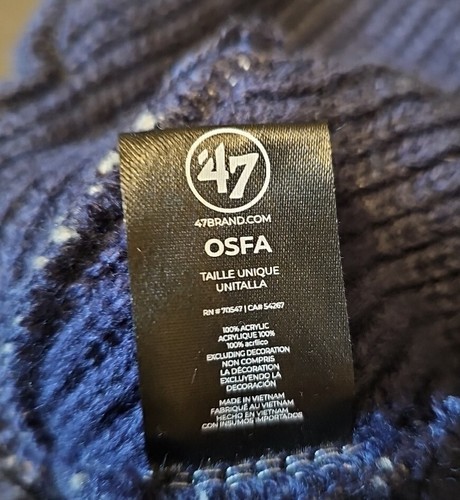 '47
47BRAND.COM
OSFA
TAILLE UNIQUE
UNITALLA
RN # 70547 | CA# 54267
100% ACRYLIC
ACRYLIQUE 100%
100% acrílico
EXCLUDING DECORATION
NON COMPRIS
LA DÉCORATION
EXCLUYENDO LA
DECORACIÓN
MADE IN VIETNAM
FABRIQUÉ AU VIETNAM
HECHO EN VIETNAM
CON INSUMOS IMPORTADOS